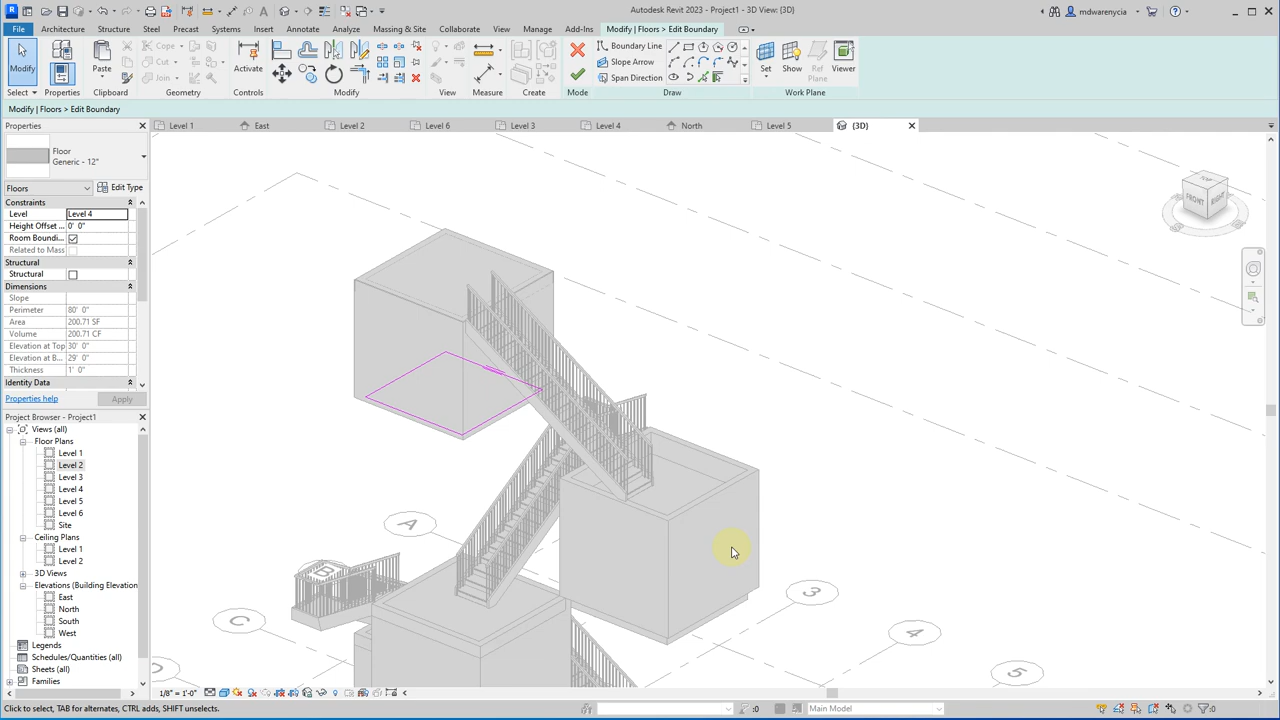 Autodesk Revit 2023 - Project1 - 3D View: {3D}
mdwarenycia
File Architecture Structure Steel Precast Systems Insert Annotate Analyze Massing & Site Collaborate View Manage Add-Ins Modify | Floors > Edit Boundary
Modify
Paste
Cope
Cut
Join
Activate
Boundary Line
Slope Arrow
Span Direction
Set
Show
Ref Plane
Viewer
Select Properties Clipboard Geometry Controls Modify View Measure Create Mode Draw Work Plane
Modify | Floors > Edit Boundary
Properties
Level 1 East Level 2 Level 6 Level 3 Level 4 North Level 5 {3D}
Floor
Generic - 12"
Floors Edit Type
Constraints
Level Level 4
Height Offset ... 0' 0"
Room Boundi...
Related to Mass
Structural
Structural
Dimensions
Slope
Perimeter 80' 0"
Area 200.71 SF
Volume 200.71 CF
Elevation at Top 30' 0"
Elevation at B... 29' 0"
Thickness 1' 0"
Identity Data
Properties help Apply
Project Browser - Project1
Views (all)
Floor Plans
Level 1
Level 2
Level 3
Level 4
Level 5
Level 6
Site
Ceiling Plans
Level 1
Level 2
3D Views
Elevations (Building Elevation
East
North
South
West
Legends
Schedules/Quantities (all)
Sheets (all)
Families
TOP
FRONT
RIGHT
A
B
C
D
3
4
5
1/8" = 1'-0"
Click to select, TAB for alternates, CTRL adds, SHIFT unselects.
:0
Main Model
:0